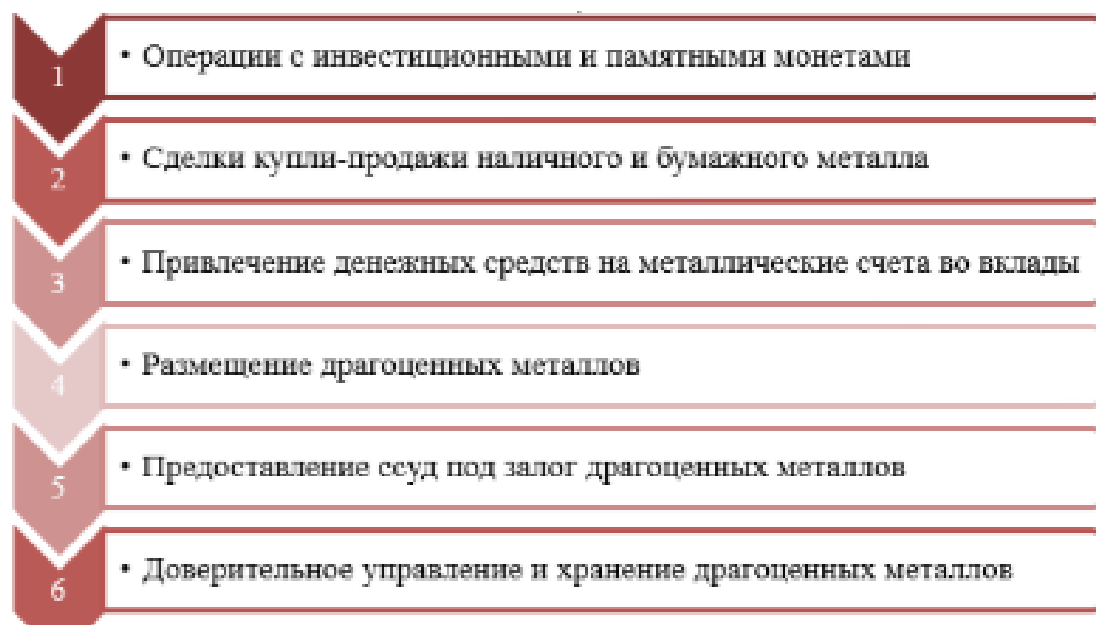 1
• Операции с инвестиционными и памятными монетами
2
• Сделки купли-продажи наличного и бумажного металла
3
• Привлечение денежных средств на металлические счета во вклады
4
• Размещение драгоценных металлов
5
• Предоставление ссуд под залог драгоценных металлов
6
• Доверительное управление и хранение драгоценных металлов